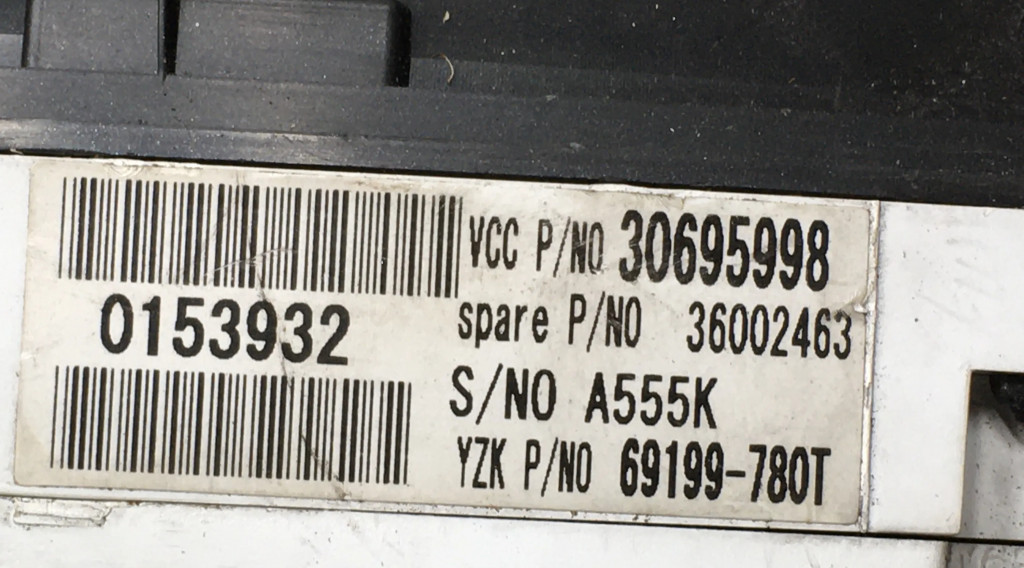 VCC P/NO 30695998
0153932
spare P/NO 36002463
S/NO A555K
YZK P/NO 69199-780T